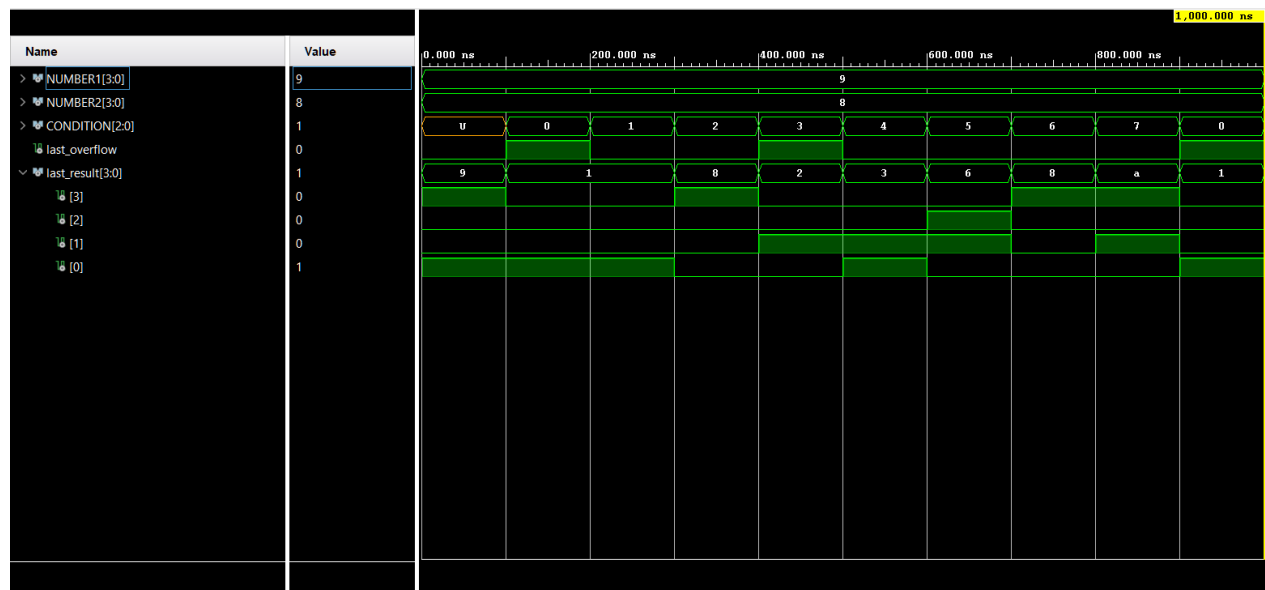 1,000.000 ns
Name Value 0.000 ns 200.000 ns 400.000 ns 600.000 ns 800.000 ns
NUMBER1[3:0] 9 9
NUMBER2[3:0] 8 8
CONDITION[2:0] 1 U 0 1 2 3 4 5 6 7 0
last_overflow 0
last_result[3:0] 1 9 1 8 2 3 6 8 a 1
[3] 0
[2] 0
[1] 0
[0] 1